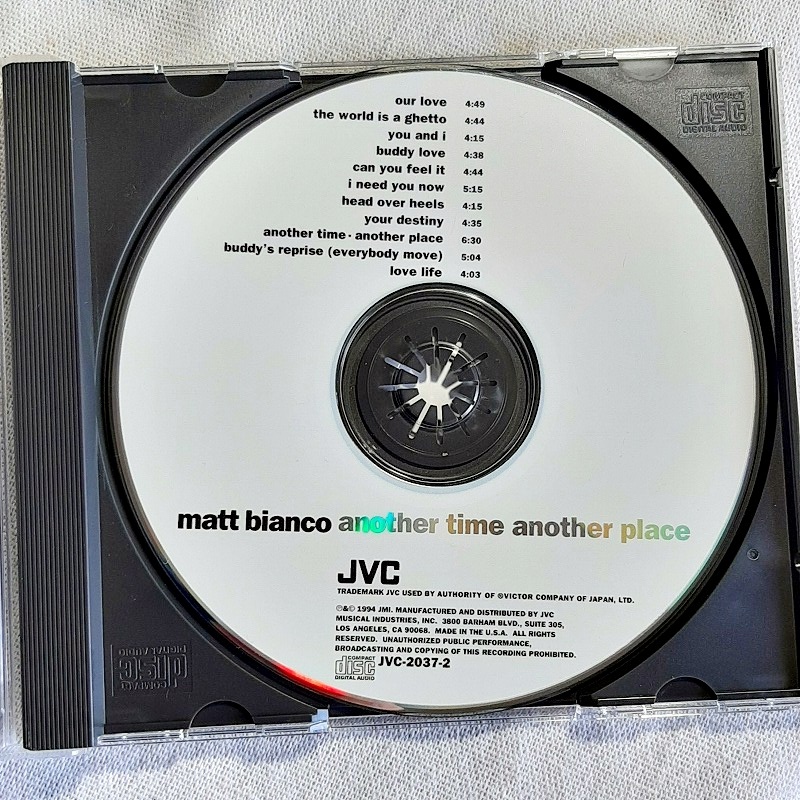 our love 4:49
the world is a ghetto 4:44
you and i 4:15
buddy love 4:38
can you feel it 4:44
i need you now 5:15
head over heels 4:15
your destiny 4:35
another time · another place 6:30
buddy's reprise (everybody move) 5:04
love life 4:03
COMPACT
disc
DIGITAL AUDIO
matt bianco another time another place
JVC
TRADEMARK JVC USED BY AUTHORITY OF ®VICTOR COMPANY OF JAPAN, LTD.
℗&© 1994 JMI. MANUFACTURED AND DISTRIBUTED BY JVC
MUSICAL INDUSTRIES, INC. 3800 BARHAM BLVD., SUITE 305,
LOS ANGELES, CA 90068. MADE IN THE U.S.A. ALL RIGHTS
RESERVED. UNAUTHORIZED PUBLIC PERFORMANCE,
BROADCASTING AND COPYING OF THIS RECORDING PROHIBITED.
COMPACT
disc JVC-2037-2
DIGITAL AUDIO
COMPACT
disc
DIGITAL AUDIO